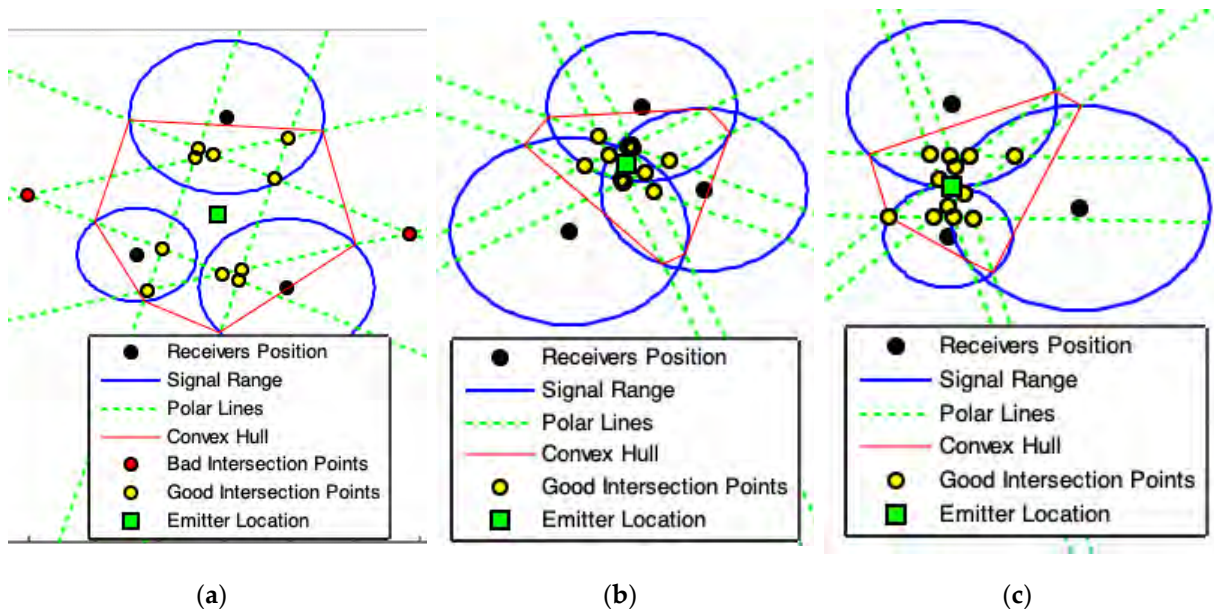 Receivers Position
Signal Range
Polar Lines
Convex Hull
Bad Intersection Points
Good Intersection Points
Emitter Location
Receivers Position
Signal Range
Polar Lines
Convex Hull
Good Intersection Points
Emitter Location
Receivers Position
Signal Range
Polar Lines
Convex Hull
Good Intersection Points
Emitter Location
(a)
(b)
(c)